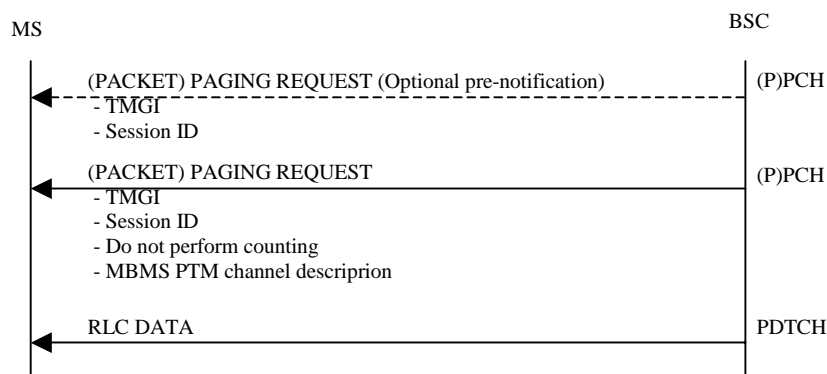 MS
BSC
(PACKET) PAGING REQUEST (Optional pre-notification)
(P)PCH
- TMGI
- Session ID
(PACKET) PAGING REQUEST
(P)PCH
- TMGI
- Session ID
- Do not perform counting
- MBMS PTM channel descriprion
RLC DATA
PDTCH